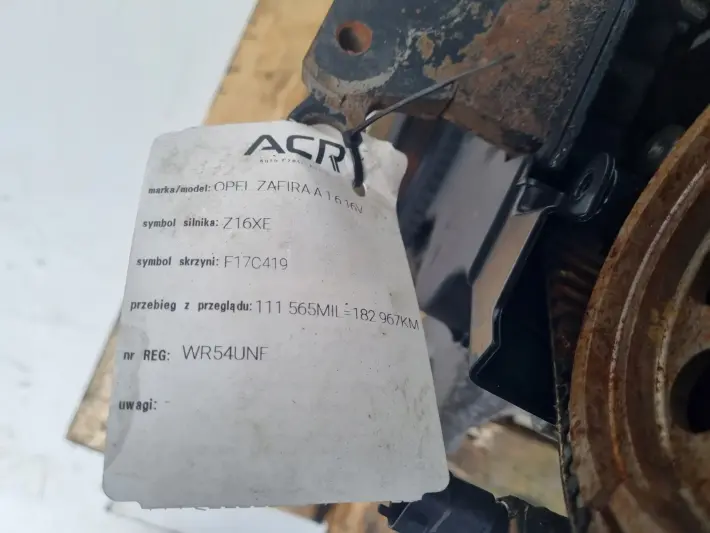 ACR
marka/model: OPEL ZAFIRA A 1.6 16V
symbol silnika: Z16XE
symbol skrzyni: F17C419
przebieg z przeglądu: 111 565MIL=182 967KM
nr REG: WR54UNF
uwagi: -